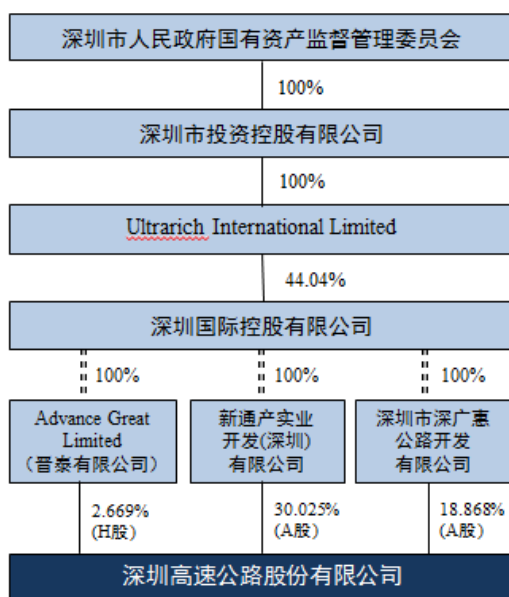 深圳市人民政府国有资产监督管理委员会
100%
深圳市投资控股有限公司
100%
Ultrarich International Limited
44.04%
深圳国际控股有限公司
100%
100%
100%
Advance Great
Limited
（晋泰有限公司）
新通产实业
开发(深圳)
有限公司
深圳市深广惠
公路开发
有限公司
2.669%
(H股)
30.025%
(A股)
18.868%
(A股)
深圳高速公路股份有限公司